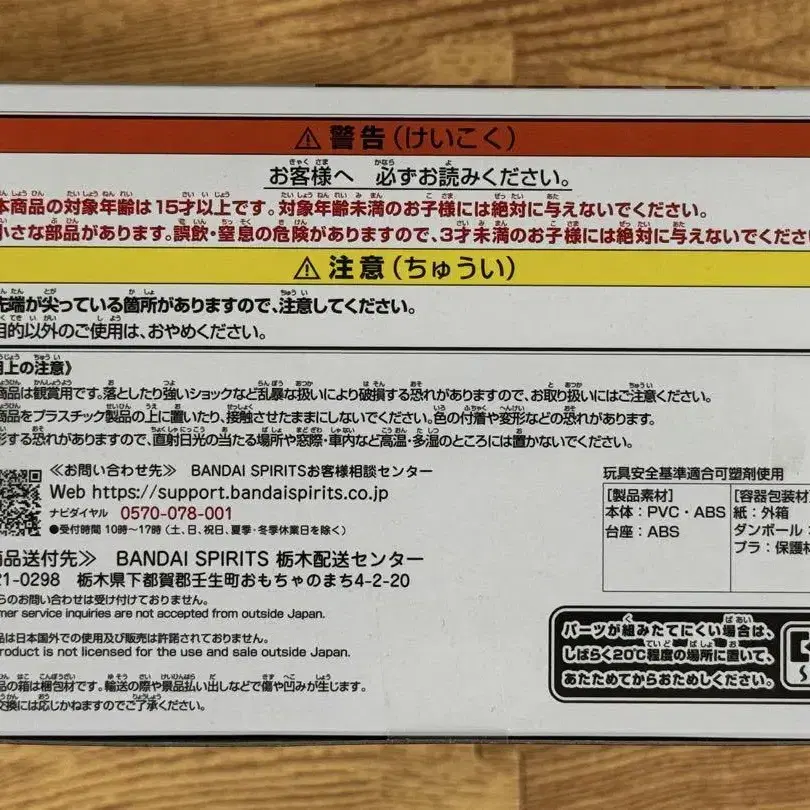 ⚠警告(けいこく)
お客様へ 必ずお読みください。
本商品の対象年齢は15才以上です。対象年齢未満のお子様には絶対に与えないでください。
小さな部品があります。誤飲・窒息の危険がありますので、3才未満のお子様には絶対に与えないでください
⚠注意(ちゅうい)
先端が尖っている箇所がありますので、注意してください。
目的以外のご使用は、おやめください。
用上の注意》
商品は観賞用です。落としたり強いショックなど乱暴な扱いにより破損する恐れがありますので、お取り扱いにはご注意ください。
商品をプラスチック製品の上に置いたり、接触させたままにしないでください。色の付着や変形などの恐れがあります。
形する恐れがありますので、直射日光の当たる場所や窓際・車内など高温・多湿のところには置かないでください。
≪お問い合わせ先≫ BANDAI SPIRITSお客様相談センター
Web https://support.bandaispirits.co.jp
ナビダイヤル 0570-078-001
●受付時間 10時〜17時(土、日、祝日、夏季・冬季休業日を除く)
商品送付先≫ BANDAI SPIRITS 栃木配送センター
21-0298 栃木県下都賀郡壬生町おもちゃのまち4-2-20
らのお問い合わせは受け付けておりません。
mer service inquiries are not accepted from outside Japan.
品は日本国外での使用及び販売は許諾されておりません。
product is not licensed for the use and sale outside Japan.
品の箱は梱包材です。輸送の際や景品払い出しなどで傷や凹みが生じます。
交換には応じかねますのでご了承ください。
玩具安全基準適合可塑剤使用
[製品素材]
本体：PVC・ABS
台座：ABS
[容器包装材]
紙：外箱
ダンボール：
プラ：保護材
パーツが組みたてにくい場合は、
しばらく20℃程度の場所に置いて、
あたためてからおためしください。